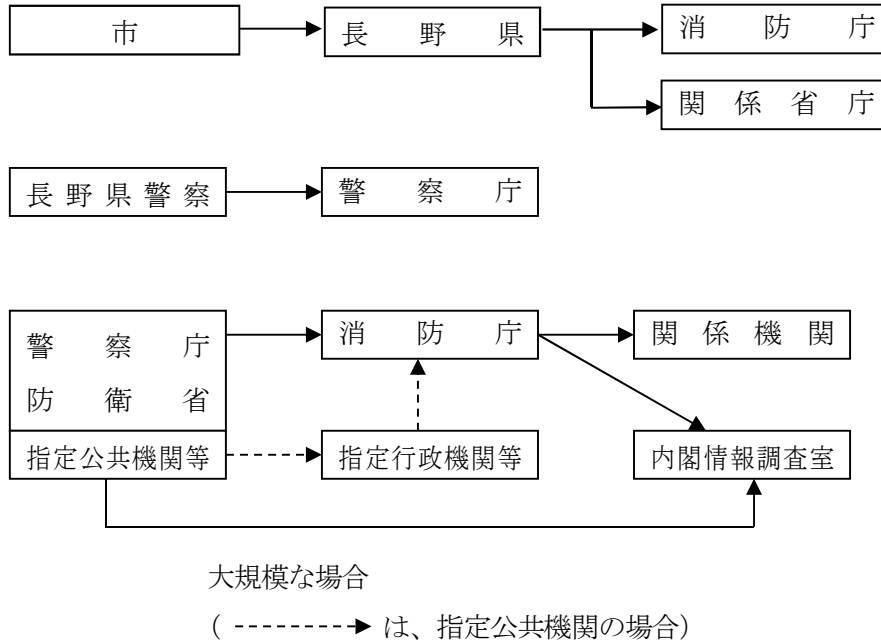 市
長野県
消防庁
関係省庁
長野県警察
警察庁
警察庁
防衛省
消防庁
関係機関
指定公共機関等
指定行政機関等
内閣情報調査室
大規模な場合
( は、指定公共機関の場合)